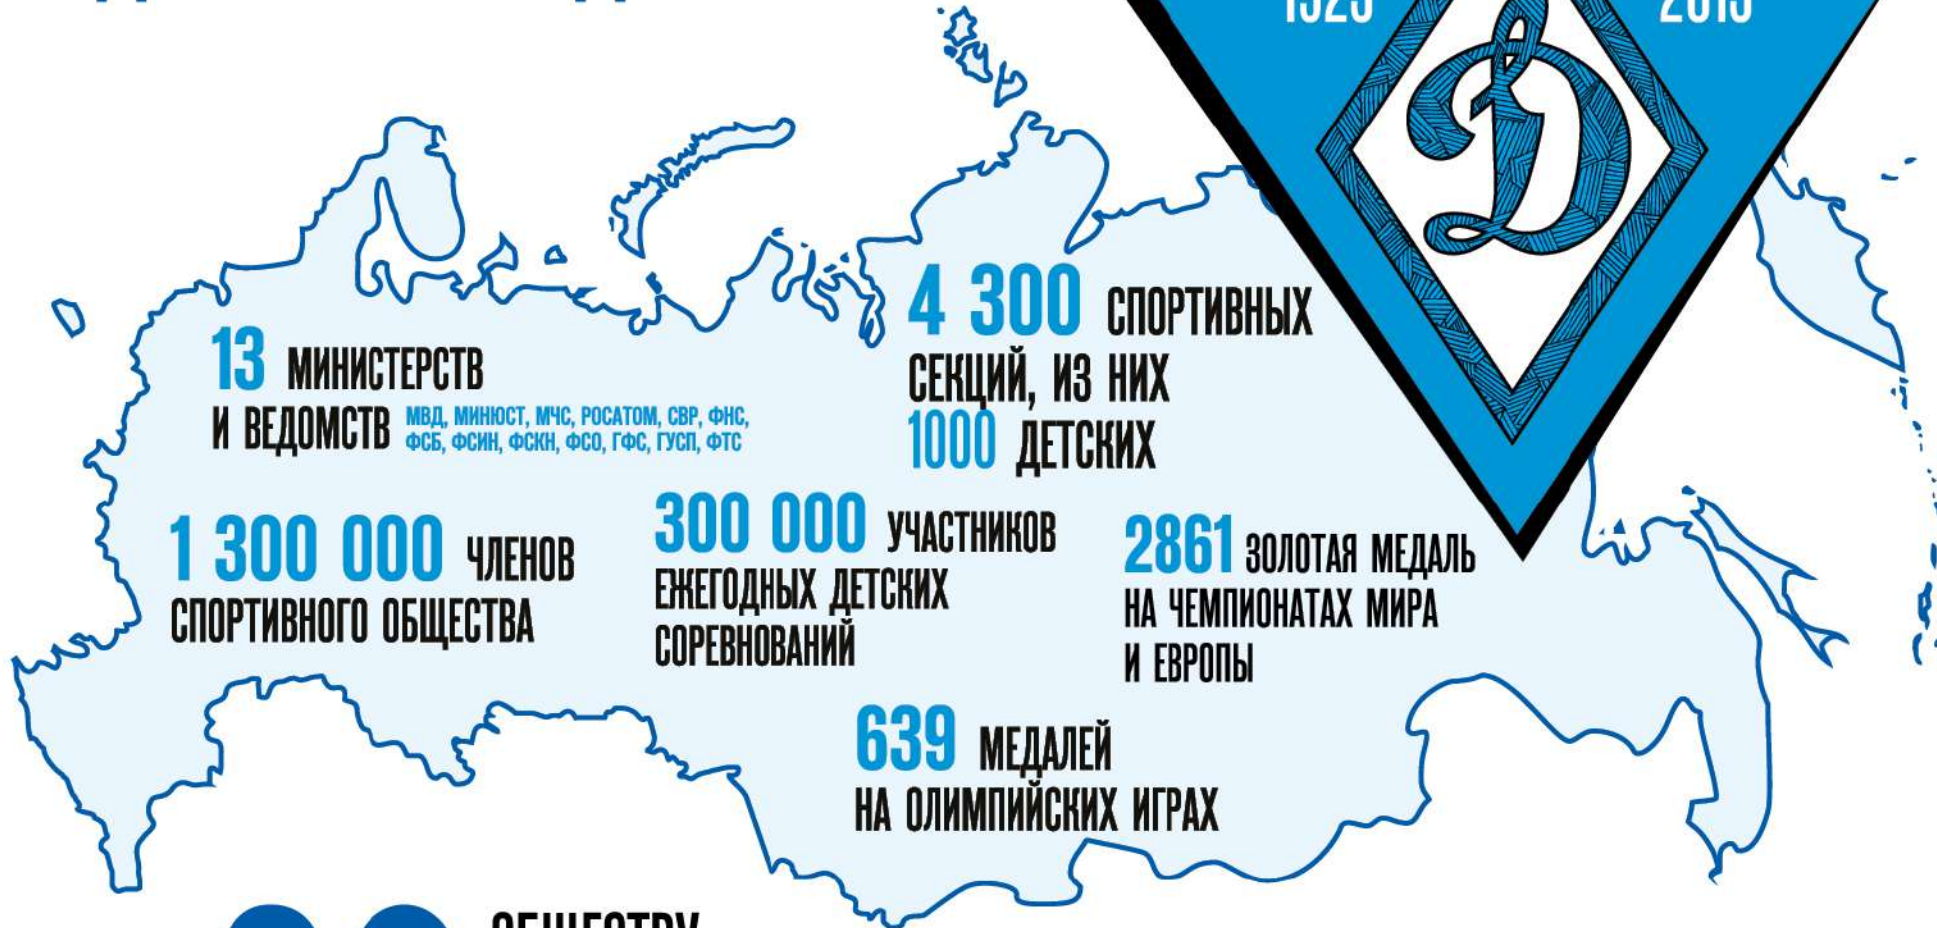 13 МИНИСТЕРСТВ
И ВЕДОМСТВ
МВД, МИНЮСТ, МЧС, РОСАТОМ, СВР, ФНС,
ФСБ, ФСИН, ФСКН, ФСО, ГФС, ГУСП, ФТС
4 300 СПОРТИВНЫХ
СЕКЦИЙ, ИЗ НИХ
1000 ДЕТСКИХ
1 300 000 ЧЛЕНОВ
СПОРТИВНОГО ОБЩЕСТВА
300 000 УЧАСТНИКОВ
ЕЖЕГОДНЫХ ДЕТСКИХ
СОРЕВНОВАНИЙ
2861 ЗОЛОТАЯ МЕДАЛЬ
НА ЧЕМПИОНАТАХ МИРА
И ЕВРОПЫ
639 МЕДАЛЕЙ
НА ОЛИМПИЙСКИХ ИГРАХ
Д